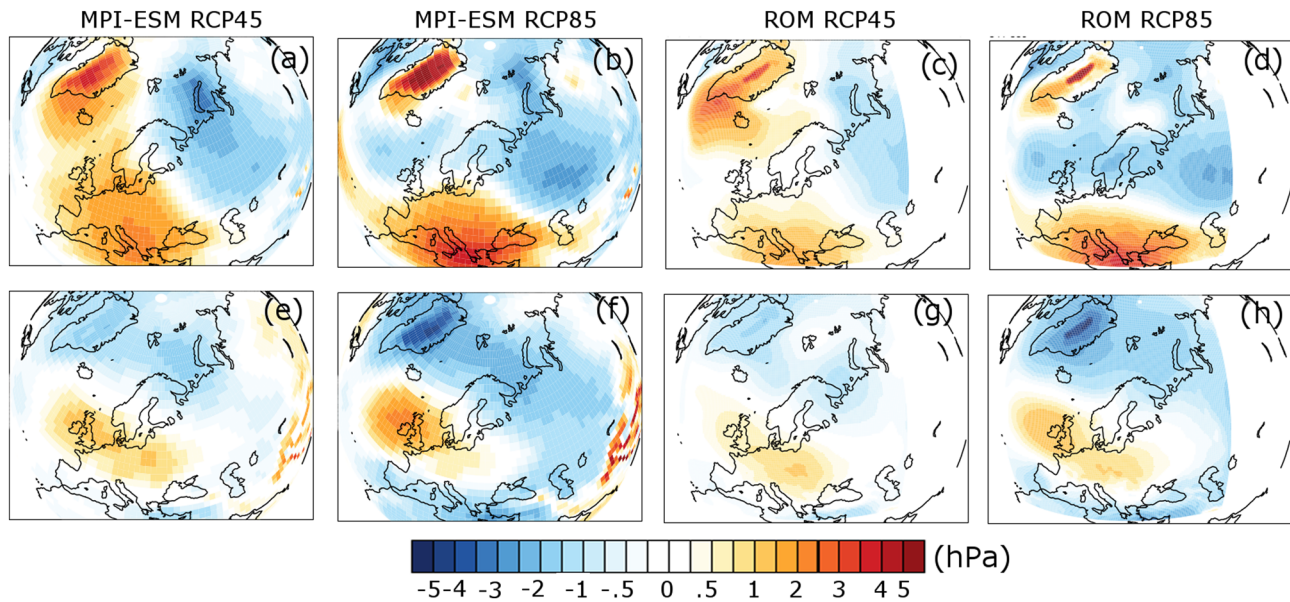 MPI-ESM RCP45 MPI-ESM RCP85 ROM RCP45 ROM RCP85
(a) (b) (c) (d)
(e) (f) (g) (h)
-5 -4 -3 -2 -1 -.5 0 .5 1 2 3 4 5 (hPa)